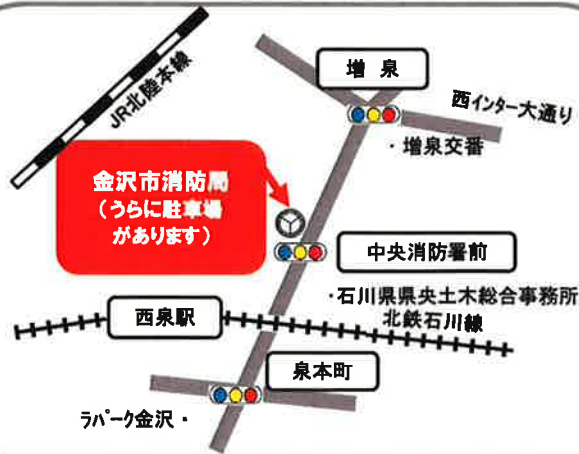 増 泉
JR北陸本線
西インター大通り
・増泉交番
金沢市消防局
(うらに駐車場
があります)
中央消防署前
・石川県県央土木総合事務所
北鉄石川線
西泉駅
泉本町
ラパーク金沢・